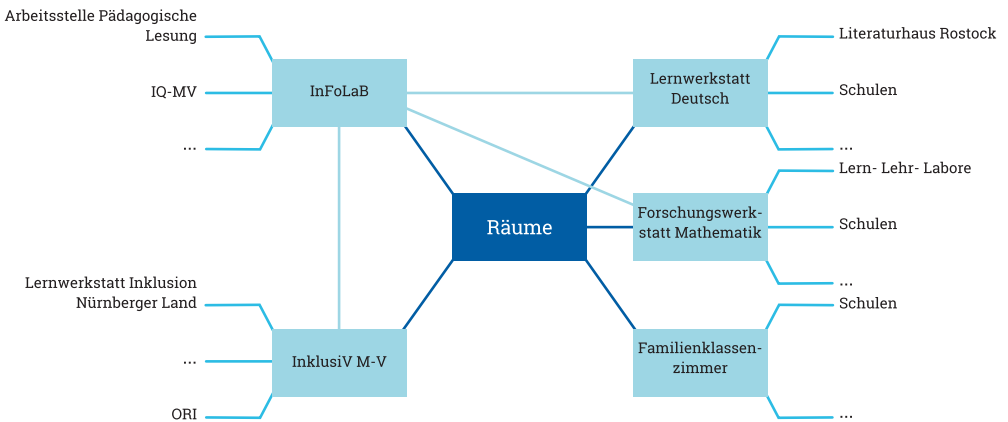 Arbeitsstelle Pädagogische
Lesung
IQ-MV
...
InFoLaB
Lernwerkstatt
Deutsch
Literaturhaus Rostock
Schulen
...
Räume
Forschungswerk-
statt Mathematik
Lern- Lehr- Labore
Schulen
...
Lernwerkstatt Inklusion
Nürnberger Land
...
ORI
InklusiV M-V
Familienklassen-
zimmer
Schulen
...